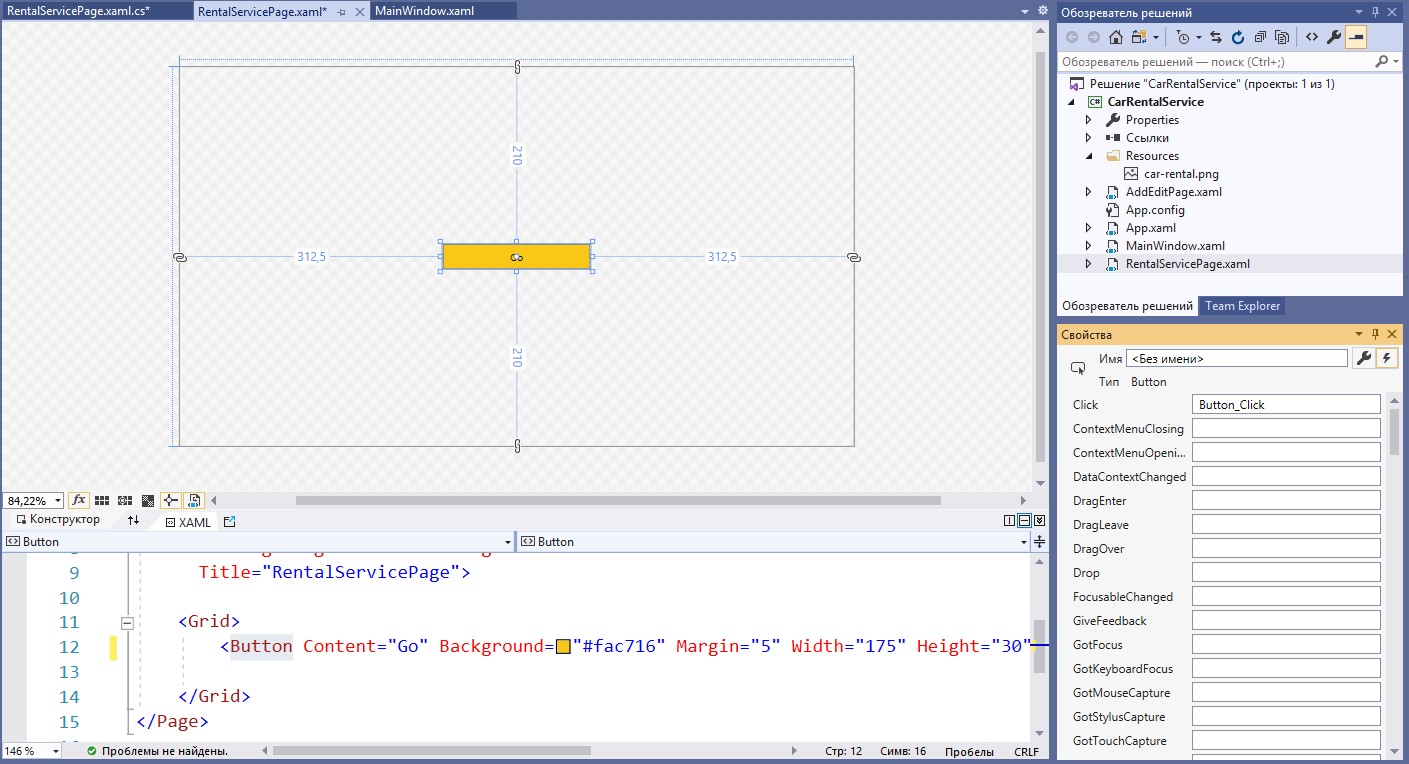 RentalServicePage.xaml.cs*
RentalServicePage.xaml*
MainWindow.xaml
210
312,5
Go
312,5
210
84,22%
fx
Конструктор
XAML
Button
Button
9 Title="RentalServicePage">
10
11 <Grid>
12 <Button Content="Go" Background="#fac716" Margin="5" Width="175" Height="30"
13
14 </Grid>
15 </Page>
146 %
Проблемы не найдены.
Стр: 12
Симв: 16
Пробелы
CRLF
Обозреватель решений
Обозреватель решений — поиск (Ctrl+;)
Решение "CarRentalService" (проекты: 1 из 1)
C# CarRentalService
Properties
Ссылки
Resources
car-rental.png
AddEditPage.xaml
App.config
App.xaml
MainWindow.xaml
RentalServicePage.xaml
Обозреватель решений
Team Explorer
Свойства
Имя <Без имени>
Тип Button
Click Button_Click
ContextMenuClosing
ContextMenuOpeni...
DataContextChanged
DragEnter
DragLeave
DragOver
Drop
FocusableChanged
GiveFeedback
GotFocus
GotKeyboardFocus
GotMouseCapture
GotStylusCapture
GotTouchCapture